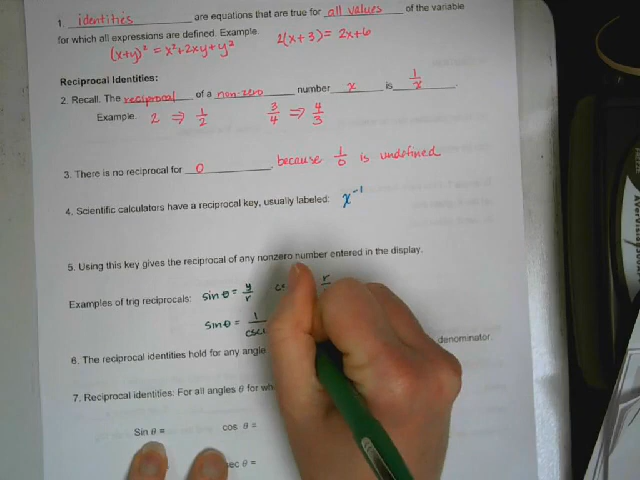 1. identities are equations that are true for all values of the variable
for which all expressions are defined. Example.
(x+y)² = x²+2xy+y² 2(x+3) = 2x+6
Reciprocal Identities:
2. Recall. The reciprocal of a non-zero number x is 1/x.
Example. 2 ⇒ 1/2 3/4 ⇒ 4/3
3. There is no reciprocal for 0. because 1/0 is undefined
4. Scientific calculators have a reciprocal key, usually labeled: x⁻¹
5. Using this key gives the reciprocal of any nonzero number entered in the display.
Examples of trig reciprocals: sin θ = y/r
sin θ = 1/csc
6. The reciprocal identities hold for any angle denominator.
7. Reciprocal identities: For all angles θ for
Sin θ = cos θ =
θ =